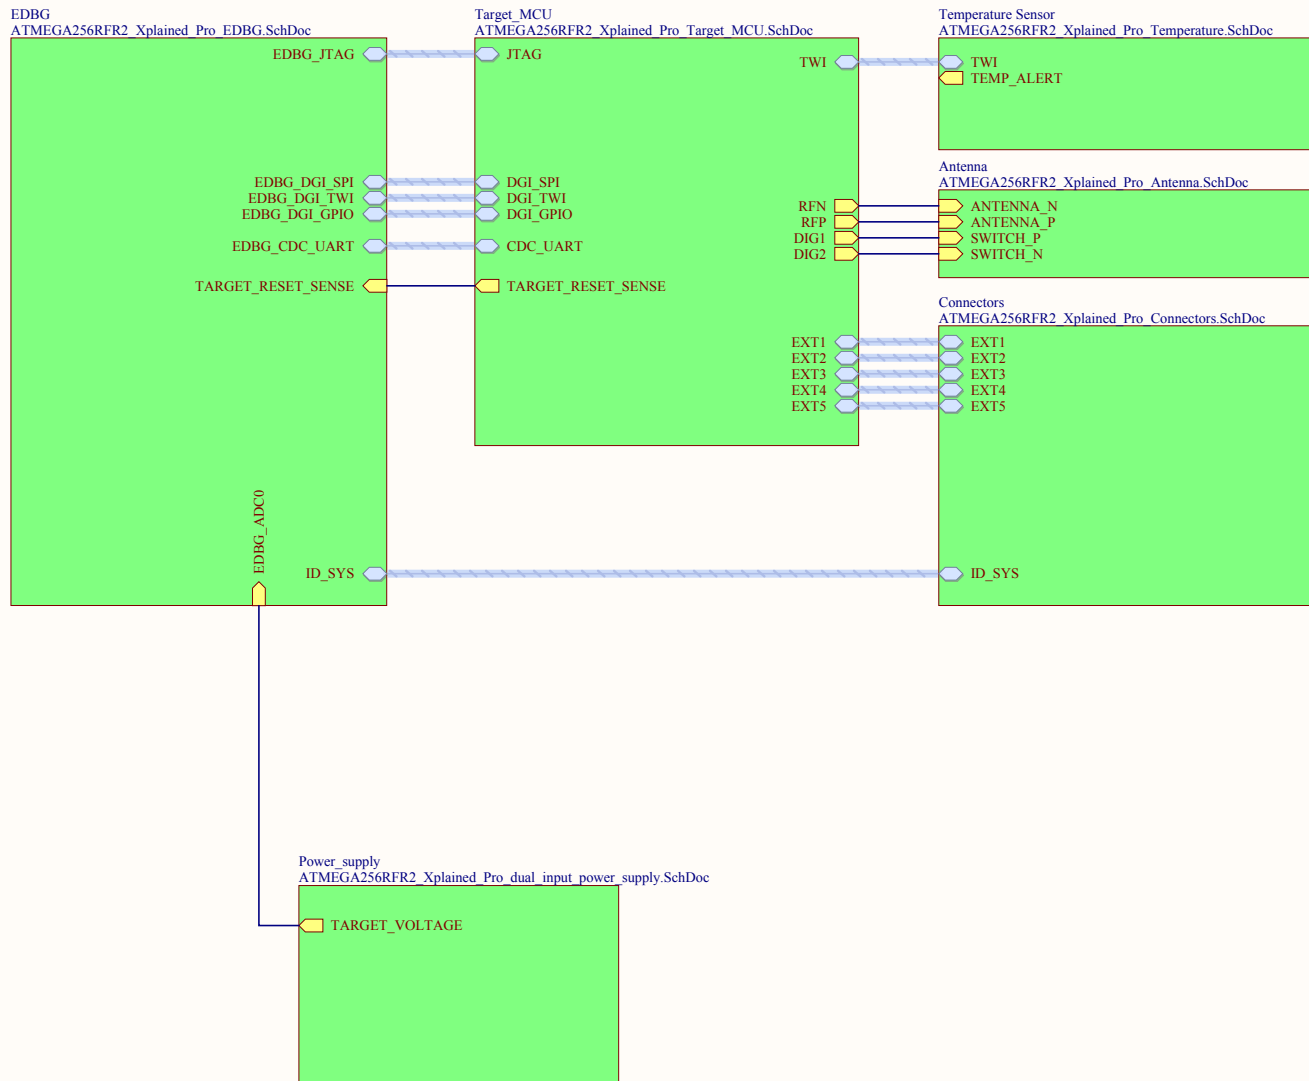 EDBG
ATMEGA256RFR2_Xplained_Pro_EDBG.SchDoc
EDBG_JTAG
EDBG_DGI_SPI
EDBG_DGI_TWI
EDBG_DGI_GPIO
EDBG_CDC_UART
TARGET_RESET_SENSE
EDBG_ADC0
ID_SYS
Target_MCU
ATMEGA256RFR2_Xplained_Pro_Target_MCU.SchDoc
JTAG
DGI_SPI
DGI_TWI
DGI_GPIO
CDC_UART
TARGET_RESET_SENSE
TWI
RFN
RFP
DIG1
DIG2
EXT1
EXT2
EXT3
EXT4
EXT5
Temperature Sensor
ATMEGA256RFR2_Xplained_Pro_Temperature.SchDoc
TWI
TEMP_ALERT
Antenna
ATMEGA256RFR2_Xplained_Pro_Antenna.SchDoc
ANTENNA_N
ANTENNA_P
SWITCH_P
SWITCH_N
Connectors
ATMEGA256RFR2_Xplained_Pro_Connectors.SchDoc
EXT1
EXT2
EXT3
EXT4
EXT5
ID_SYS
Power_supply
ATMEGA256RFR2_Xplained_Pro_dual_input_power_supply.SchDoc
TARGET_VOLTAGE